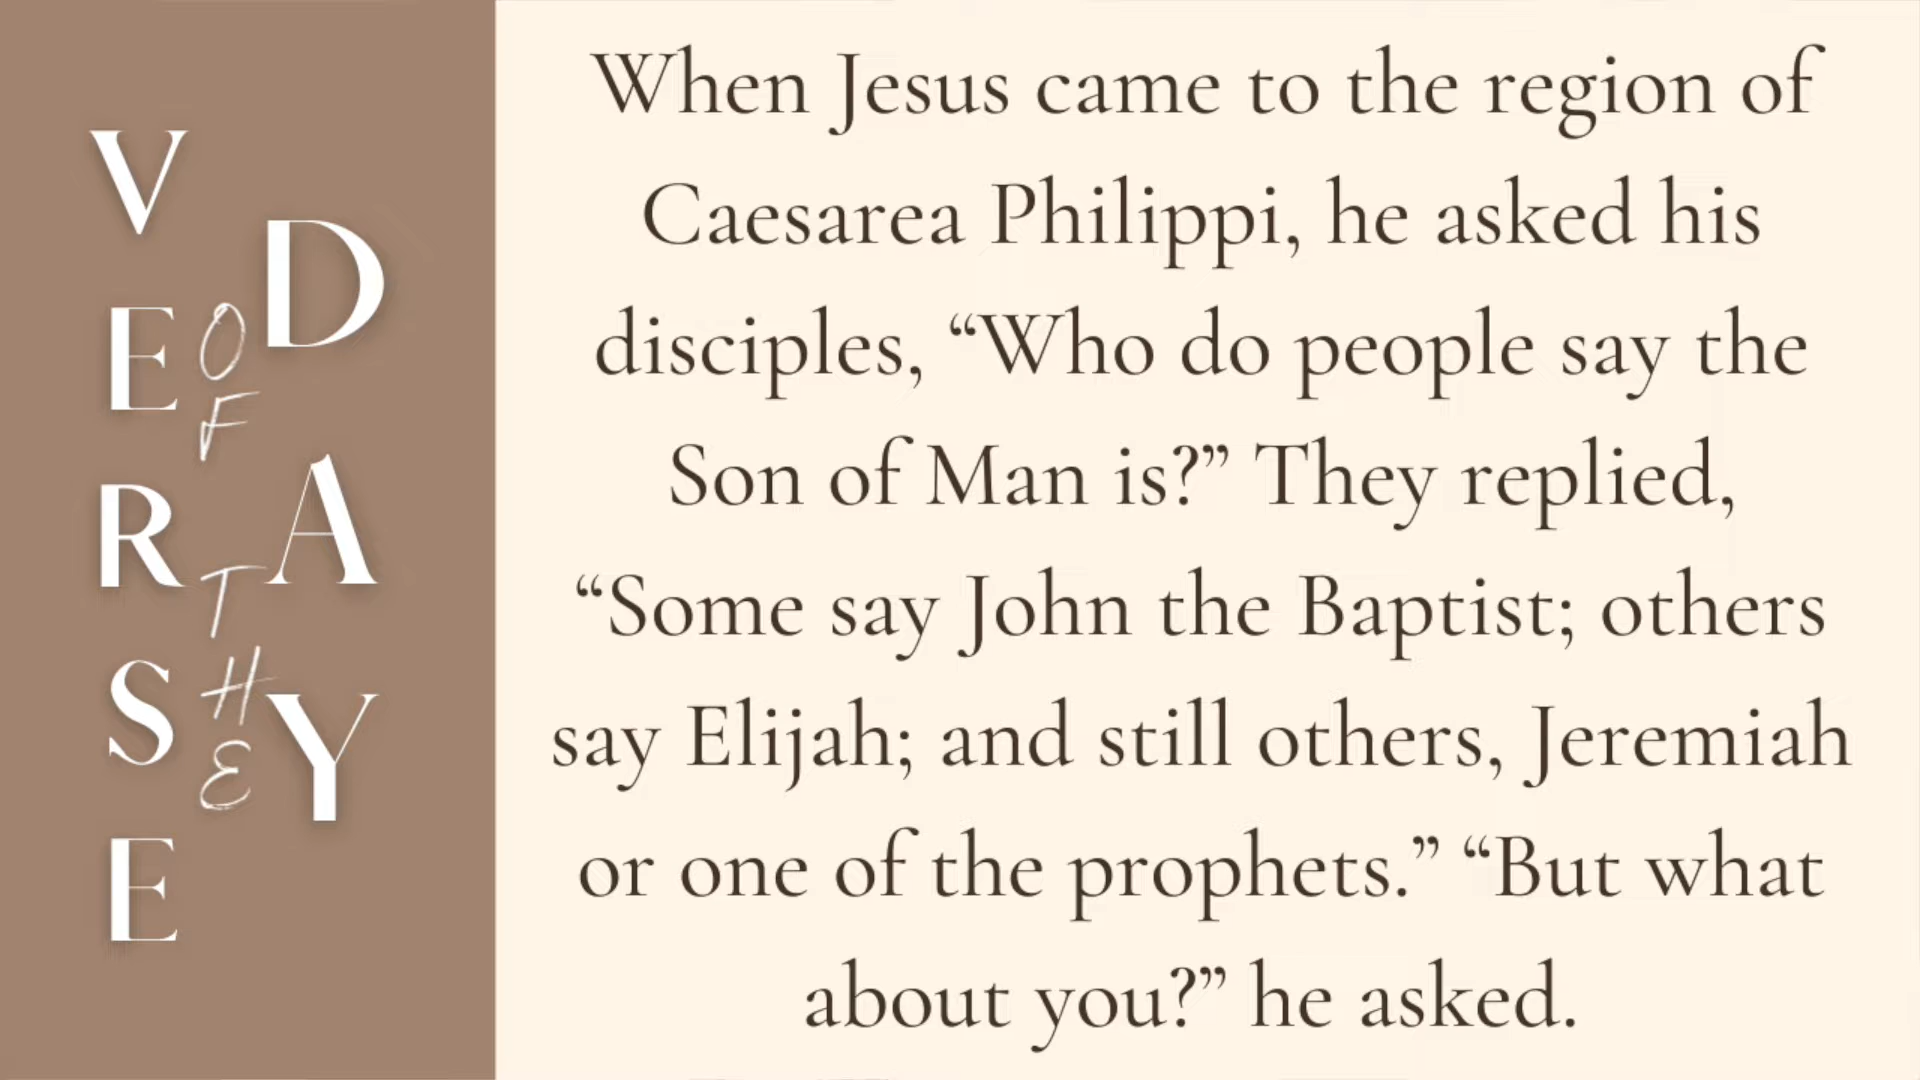 VERSE
OF THE
DAY
When Jesus came to the region of
Caesarea Philippi, he asked his
disciples, “Who do people say the
Son of Man is?” They replied,
“Some say John the Baptist; others
say Elijah; and still others, Jeremiah
or one of the prophets.” “But what
about you?” he asked.